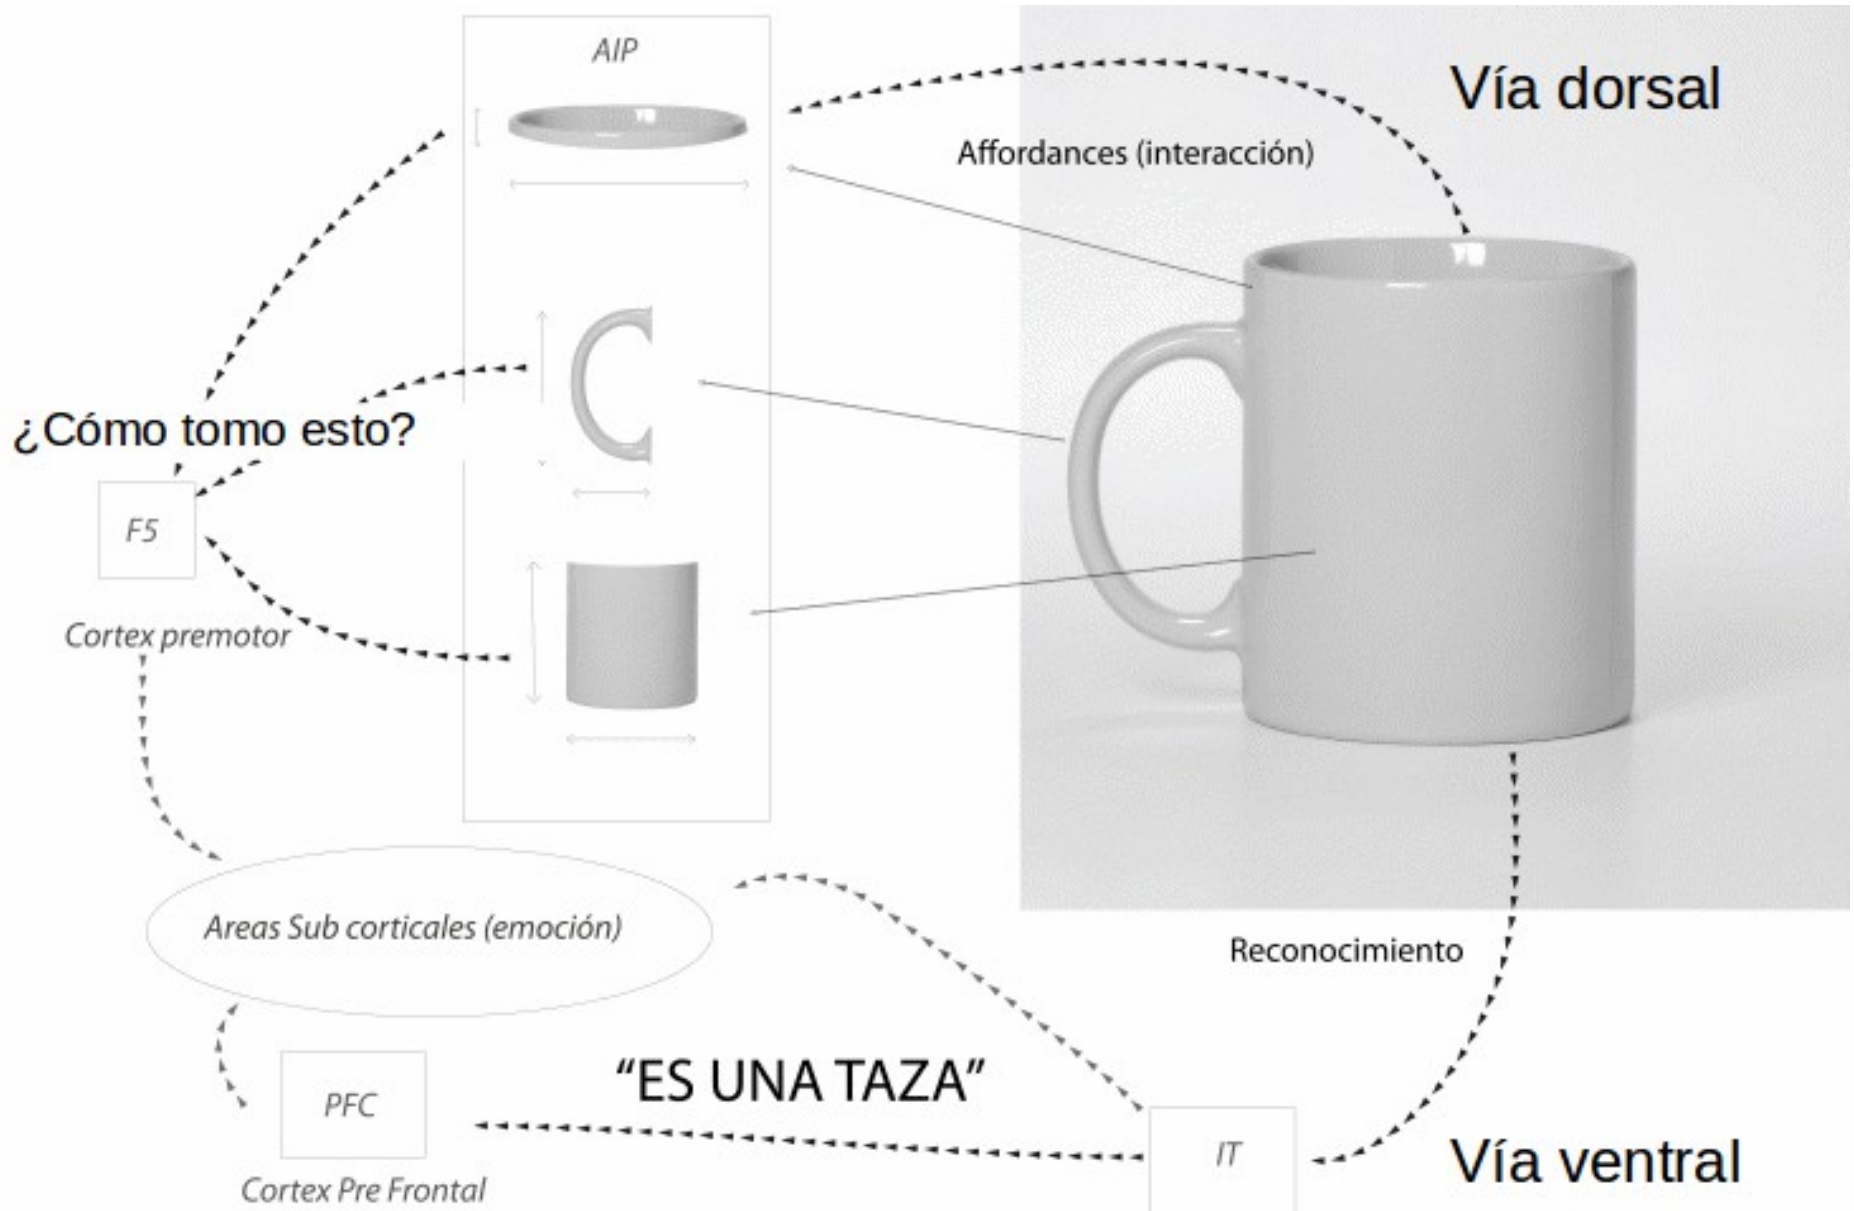 AIP
Vía dorsal
Affordances (interacción)
¿Cómo tomo esto?
F5
Cortex premotor
Areas Sub corticales (emoción)
Reconocimiento
“ES UNA TAZA”
PFC
IT
Vía ventral
Cortex Pre Frontal